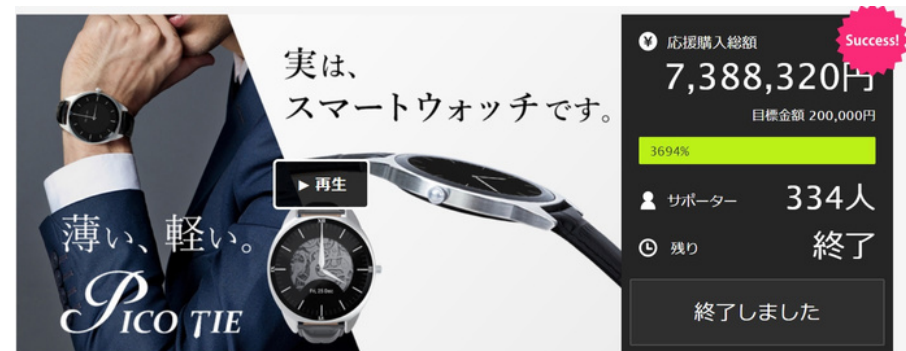 実は、
スマートウォッチです。
▶ 再生
薄い、軽い。
PICO TIE
Fri, 25 Dec
¥ 応援購入総額
Success!
7,388,320円
目標金額 200,000円
3694%
サポーター 334人
残り 終了
終了しました